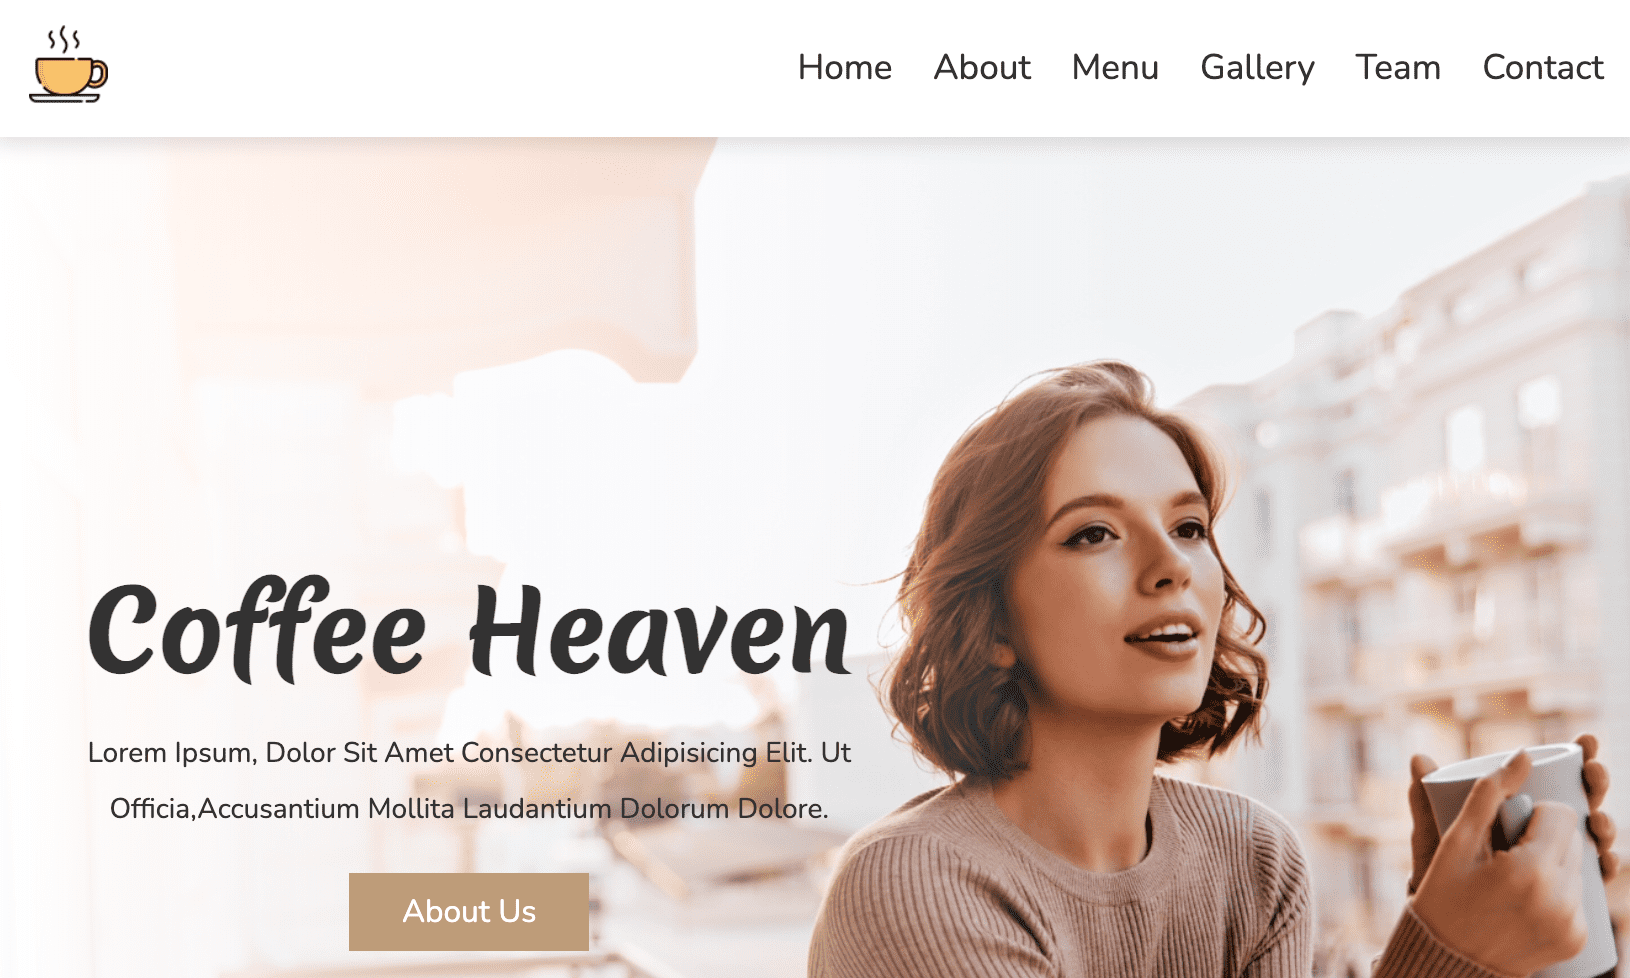 Home About Menu Gallery Team Contact
Coffee Heaven
Lorem Ipsum, Dolor Sit Amet Consectetur Adipisicing Elit. Ut
Officia,Accusantium Mollita Laudantium Dolorum Dolore.
About Us